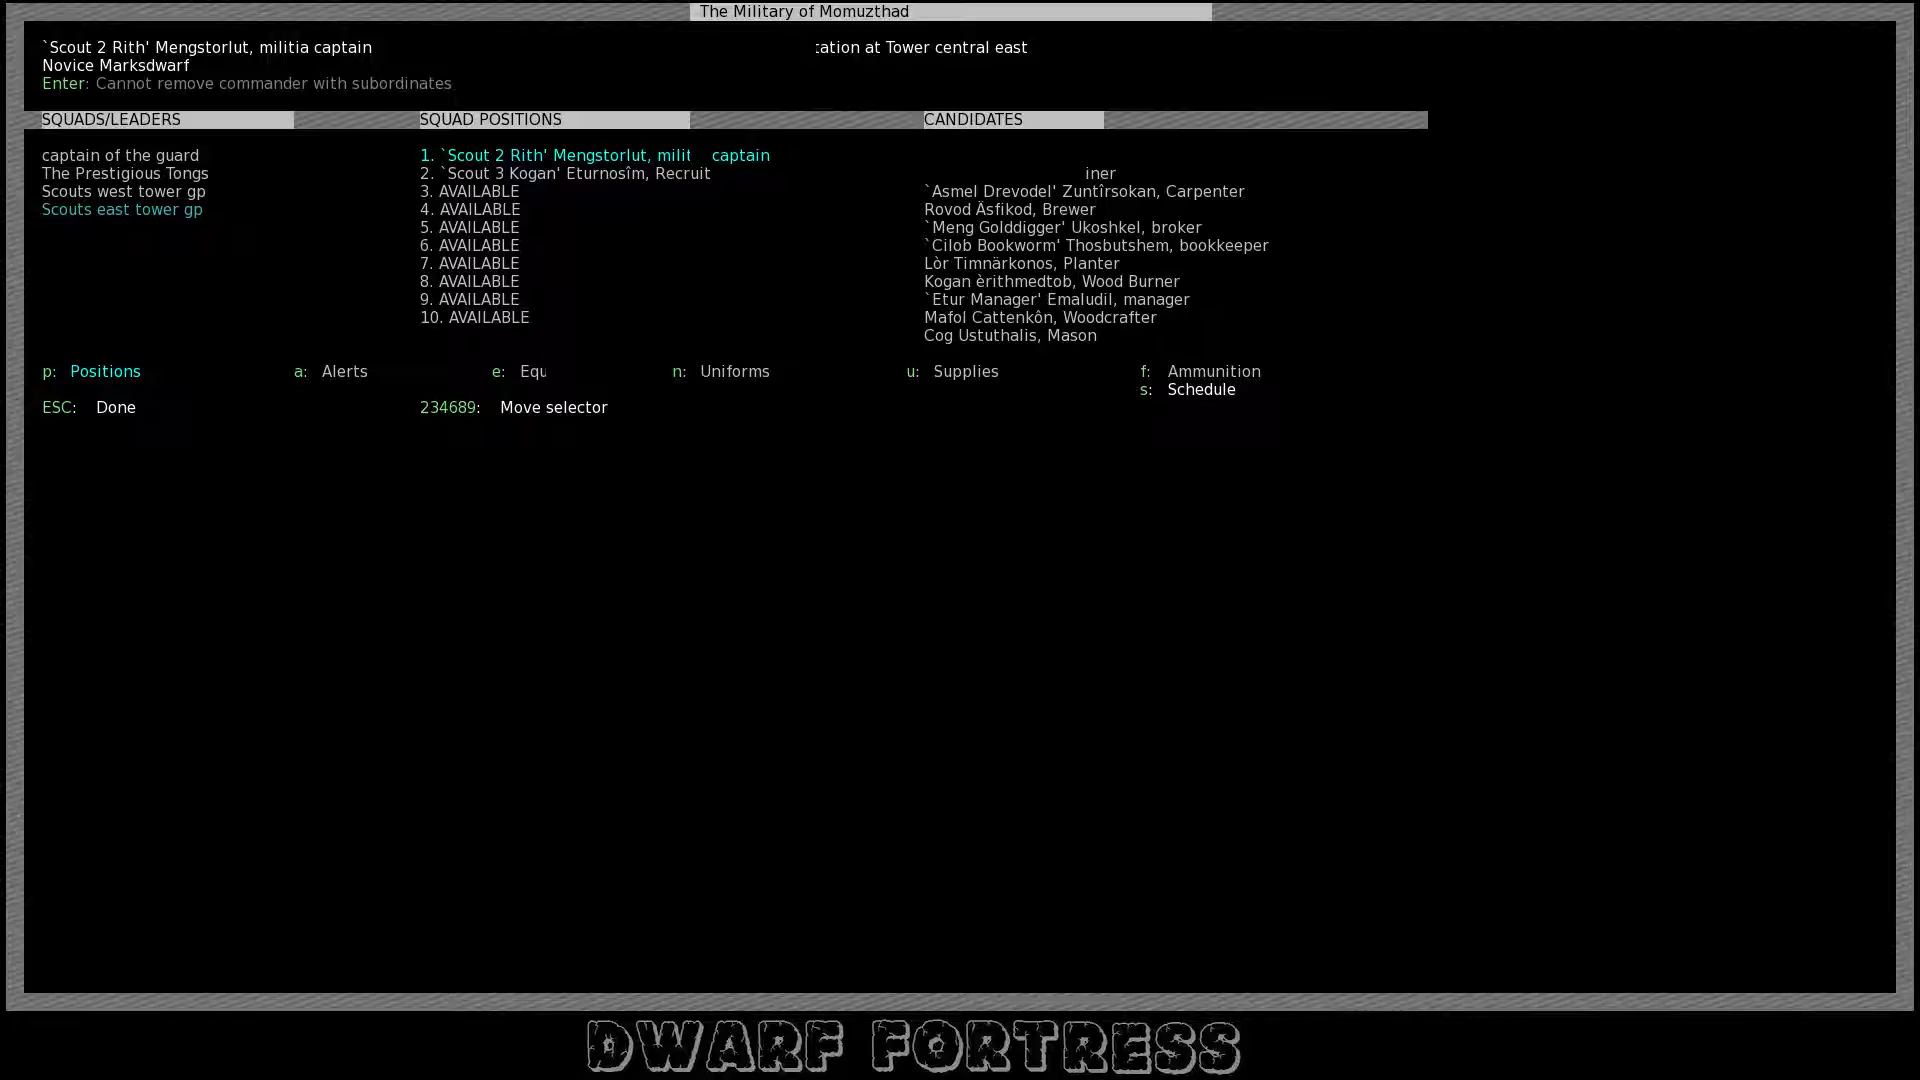 The Military of Momuzthad
`Scout 2 Rith' Mengstorlut, militia captain at Tower central east
Novice Marksdwarf
Enter: Cannot remove commander with subordinates
SQUADS/LEADERS SQUAD POSITIONS CANDIDATES
captain of the guard 1. `Scout 2 Rith' Mengstorlut, captain
The Prestigious Tongs 2. `Scout 3 Kogan' Eturnosîm, Recruit
Scouts west tower gp 3. AVAILABLE `Asmel Drevodel' Zuntîrsokan, Carpenter
Scouts east tower gp 4. AVAILABLE Rovod Äsfikod, Brewer
5. AVAILABLE `Meng Golddigger' Ukoshkel, broker
6. AVAILABLE `Cilob Bookworm' Thosbutshem, bookkeeper
7. AVAILABLE Lòr Timnärkonos, Planter
8. AVAILABLE Kogan èrithmedtob, Wood Burner
9. AVAILABLE `Etur Manager' Emaludil, manager
10. AVAILABLE Mafol Cattenkôn, Woodcrafter
Cog Ustuthalis, Mason
p: Positions a: Alerts e: n: Uniforms u: Supplies f: Ammunition
s: Schedule
ESC: Done 234689: Move selector
DWARF FORTRESS